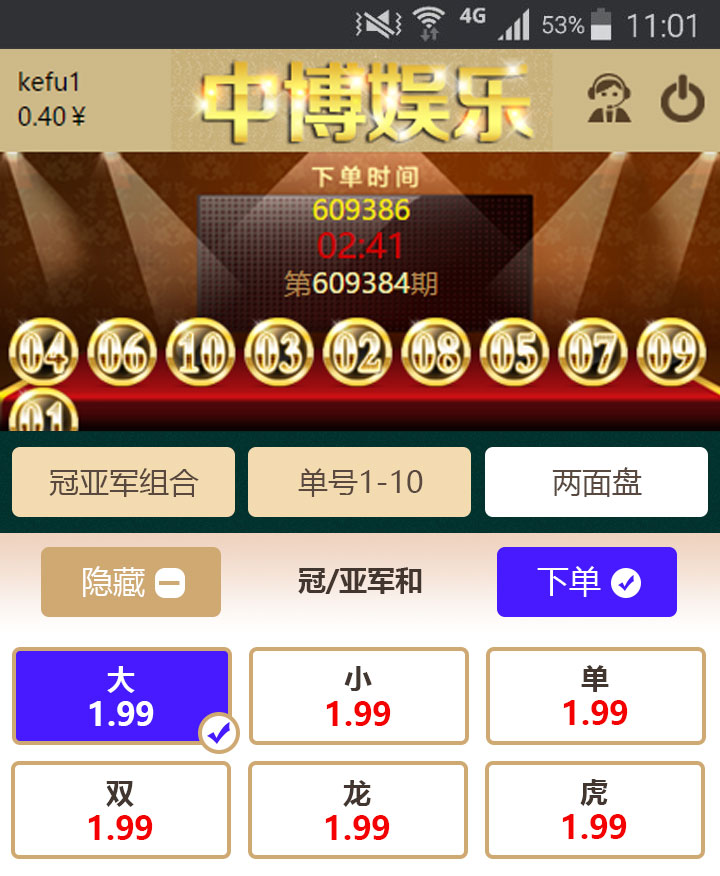 4G 53% 11:01
kefu1
0.40 ¥
中博娱乐
下单时间
609386
02:41
第609384期
04 06 10 03 02 08 05 07 09
01
冠亚军组合 单号1-10 两面盘
隐藏 冠/亚军和 下单
大 小 单
1.99 1.99 1.99
双 龙 虎
1.99 1.99 1.99